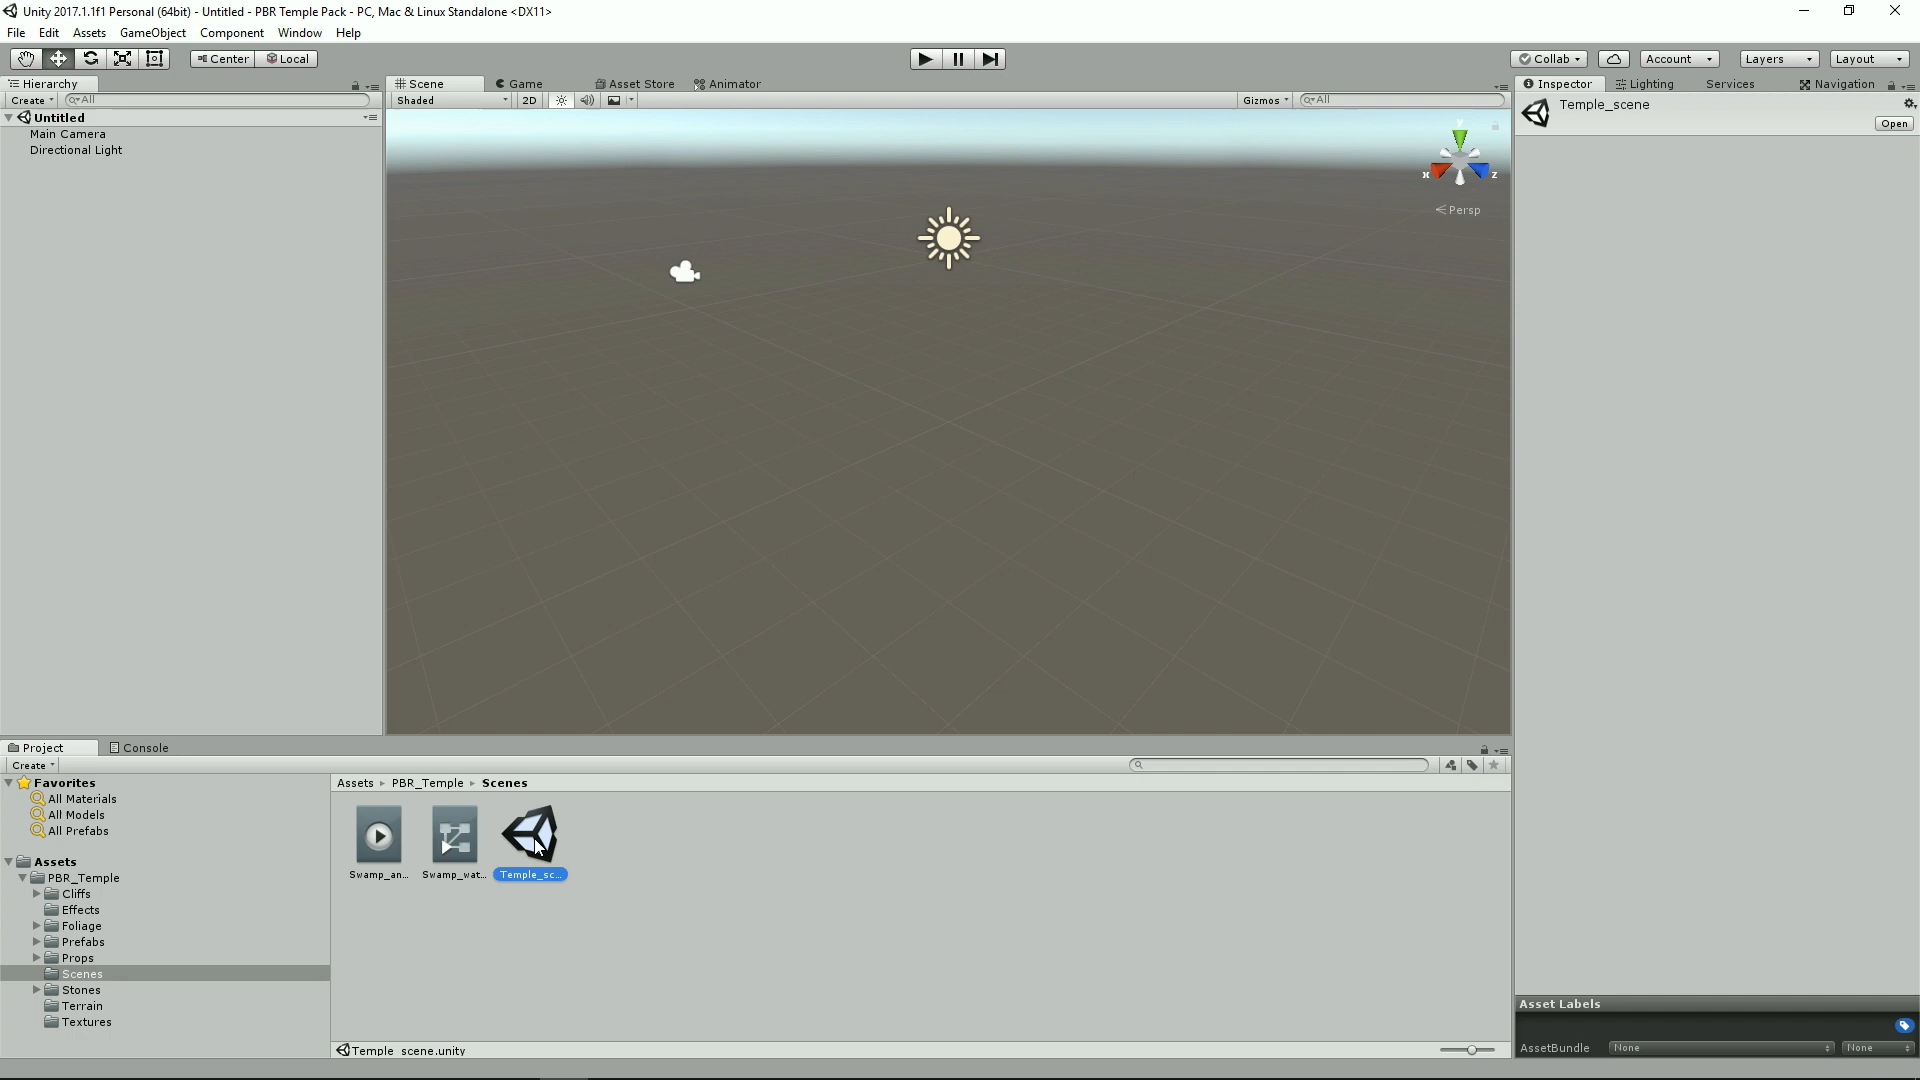 Unity 2017.1.1f1 Personal (64bit) - Untitled - PBR Temple Pack - PC, Mac & Linux Standalone <DX11>
File Edit Assets GameObject Component Window Help
Center Local Collab Account Layers Layout
Hierarchy
Create All
Untitled
Main Camera
Directional Light
Scene Game Asset Store Animator
Shaded 2D Gizmos All
y
x z
Persp
Inspector Lighting Services Navigation
Temple_scene
Open
Project Console
Create
Favorites
All Materials
All Models
All Prefabs
Assets
PBR_Temple
Cliffs
Effects
Foliage
Prefabs
Props
Scenes
Stones
Terrain
Textures
Assets PBR_Temple Scenes
Swamp_an... Swamp_wat... Temple_sc...
Temple_scene.unity
Asset Labels
AssetBundle None None